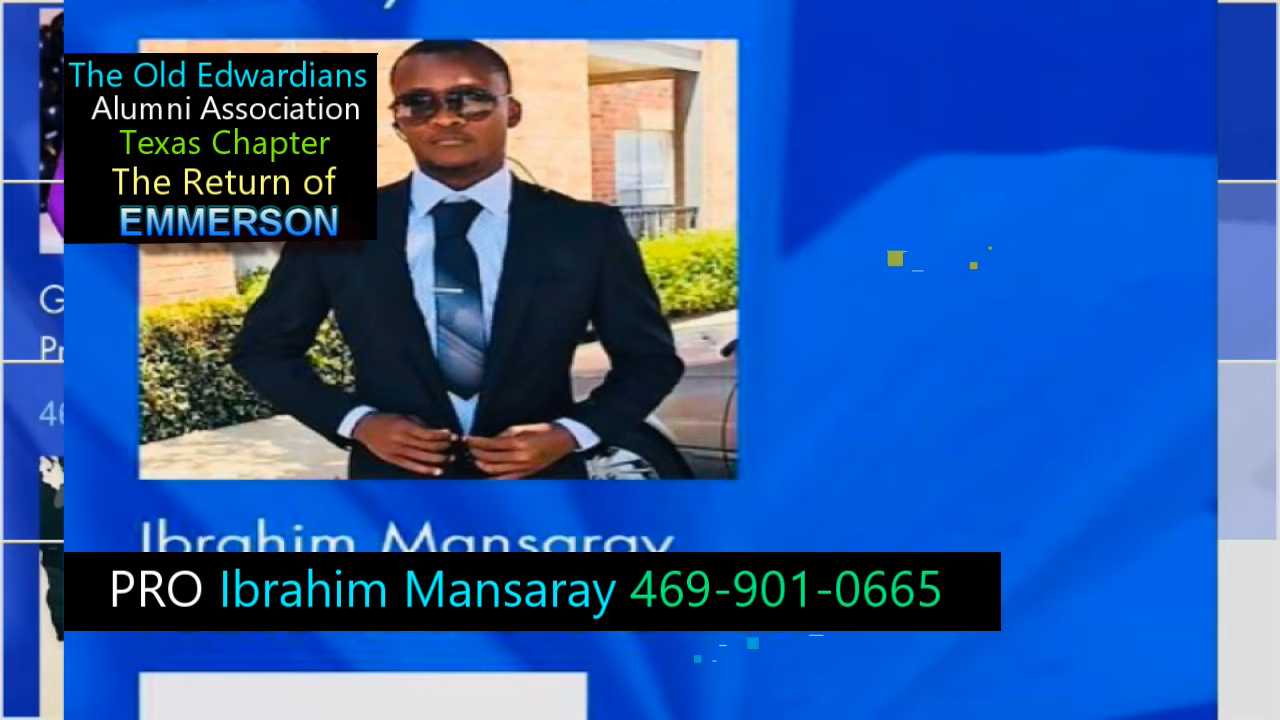 The Old Edwardians
Alumni Association
Texas Chapter
The Return of
EMMERSON
Ibrahim Mansaray
PRO Ibrahim Mansaray 469-901-0665